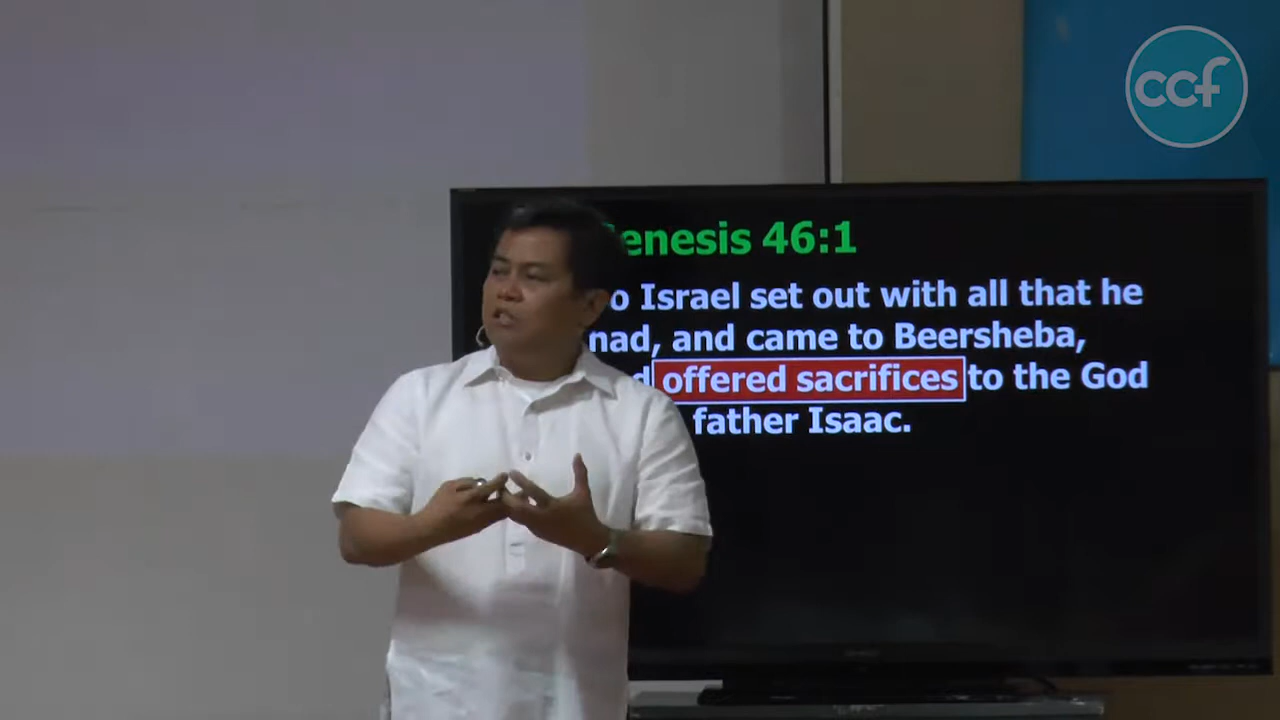 ccf
enesis 46:1
o Israel set out with all that he
had, and came to Beersheba,
offered sacrifices to the God
father Isaac.